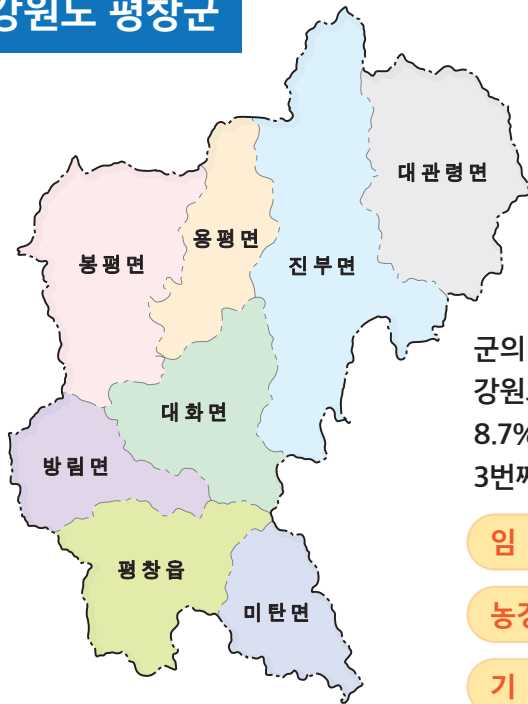 강원도 평창군
대관령면
용평면
봉평면
진부면
대화면
방림면
평창읍
미탄면
군의
강원
8.7%
3번째
임
농경
기